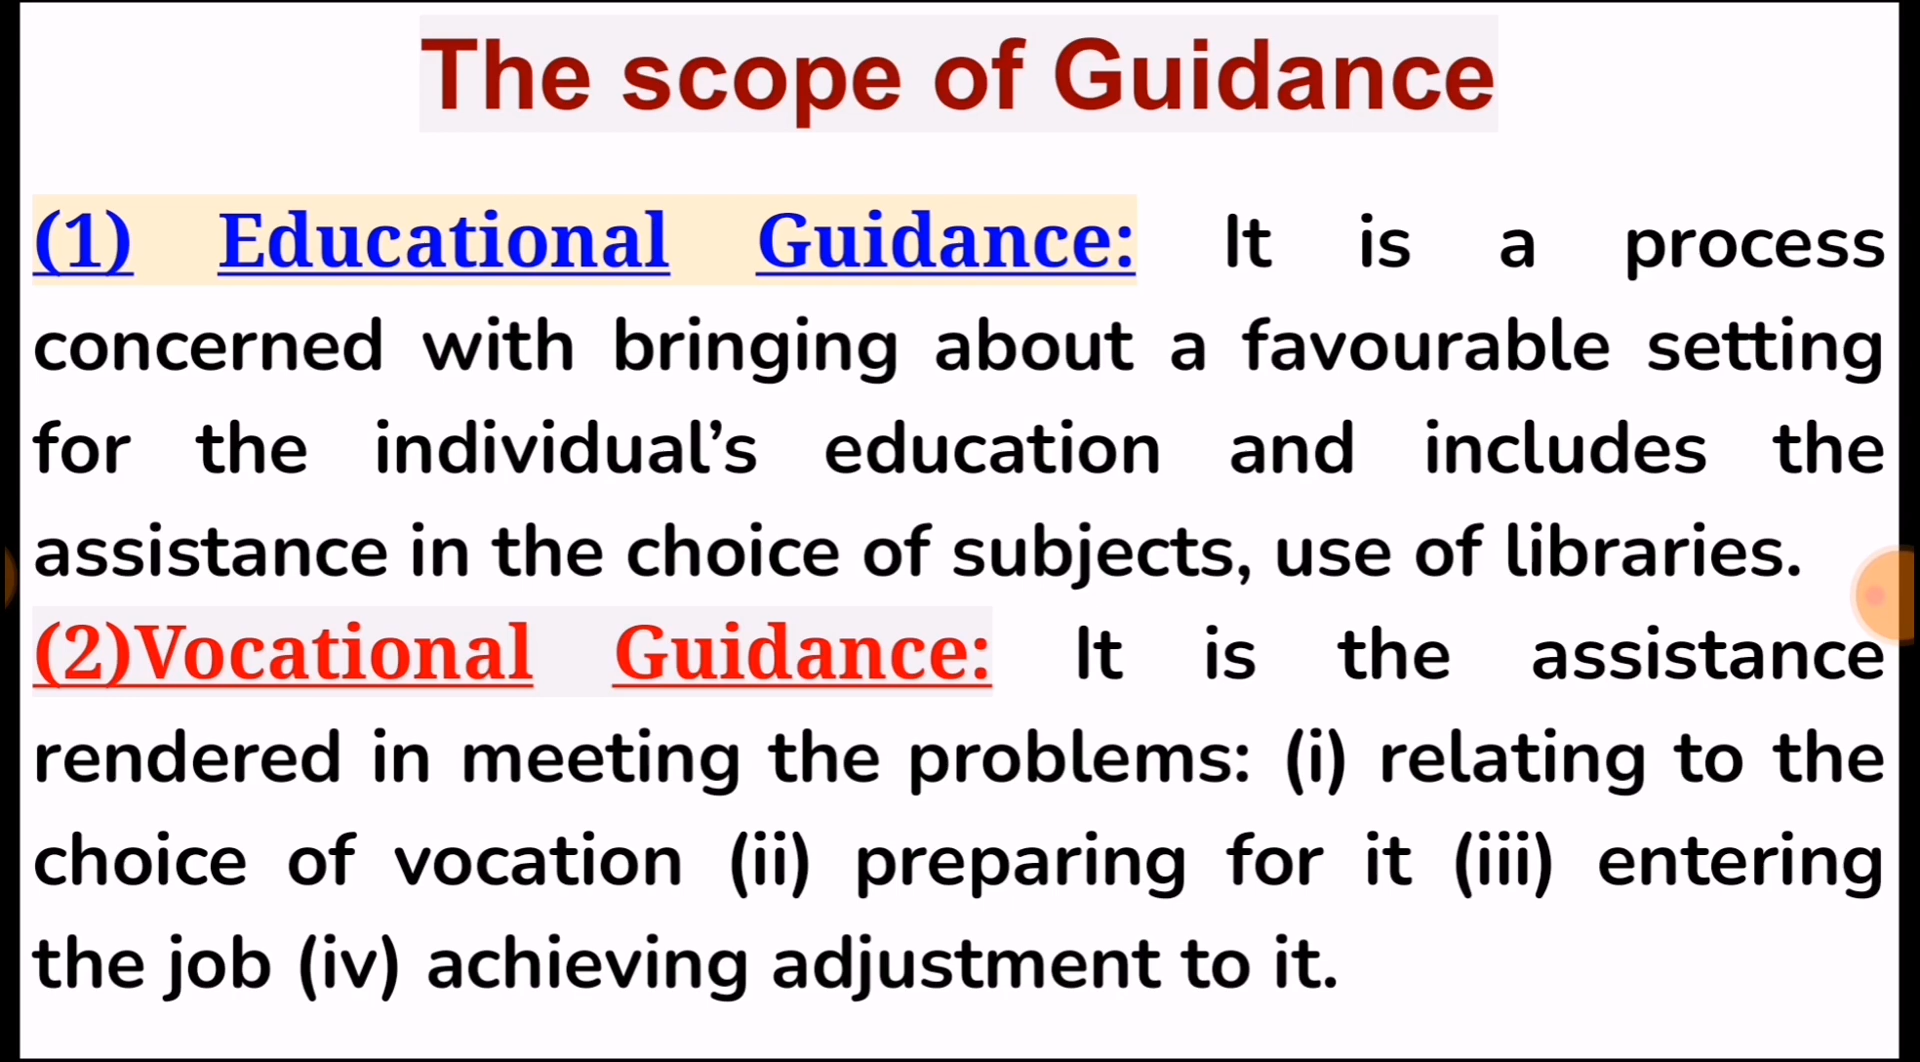 The scope of Guidance
(1) Educational Guidance: It is a process
concerned with bringing about a favourable setting
for the individual’s education and includes the
assistance in the choice of subjects, use of libraries.
(2)Vocational Guidance: It is the assistance
rendered in meeting the problems: (i) relating to the
choice of vocation (ii) preparing for it (iii) entering
the job (iv) achieving adjustment to it.